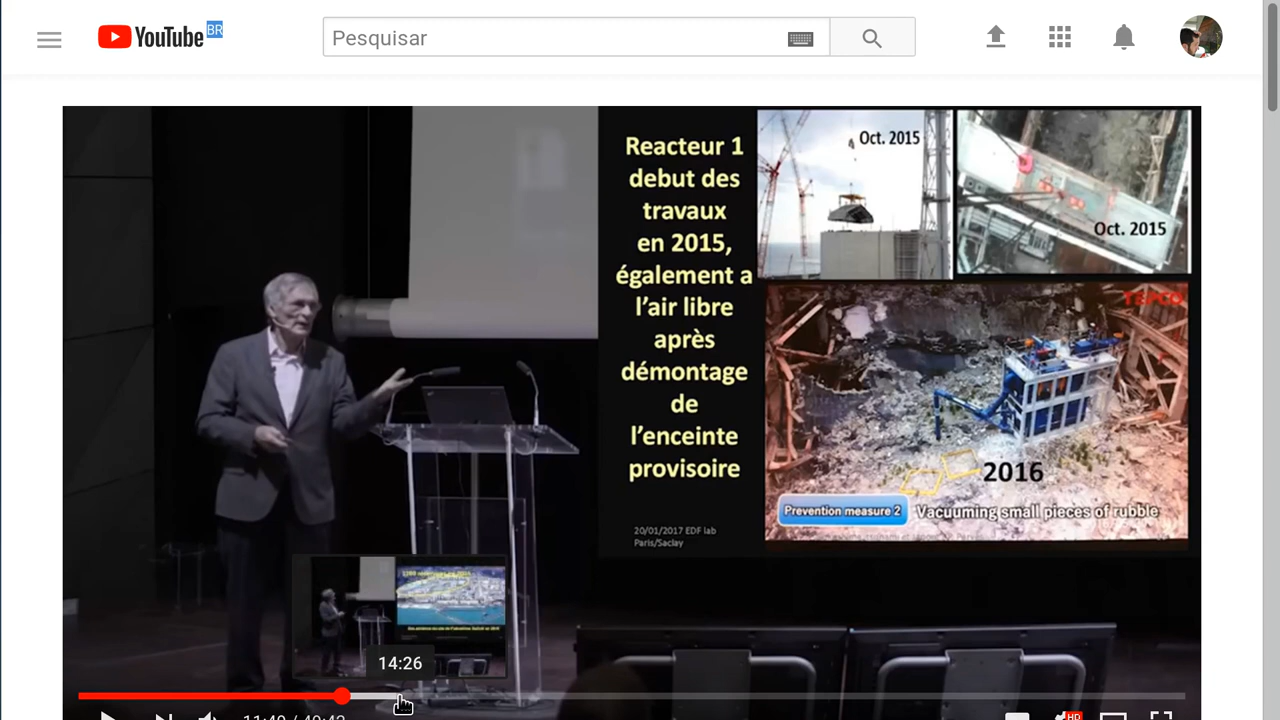 YouTube BR
Pesquisar
Reacteur 1
debut des
travaux
en 2015,
également a
l'air libre
après
démontage
de
l'enceinte
provisoire
20/01/2017 EDF lab
Paris/Saclay
Oct. 2015
Oct. 2015
TEPCO
2016
Prevention measure 2
Vacuuming small pieces of rubble
14:26
HD